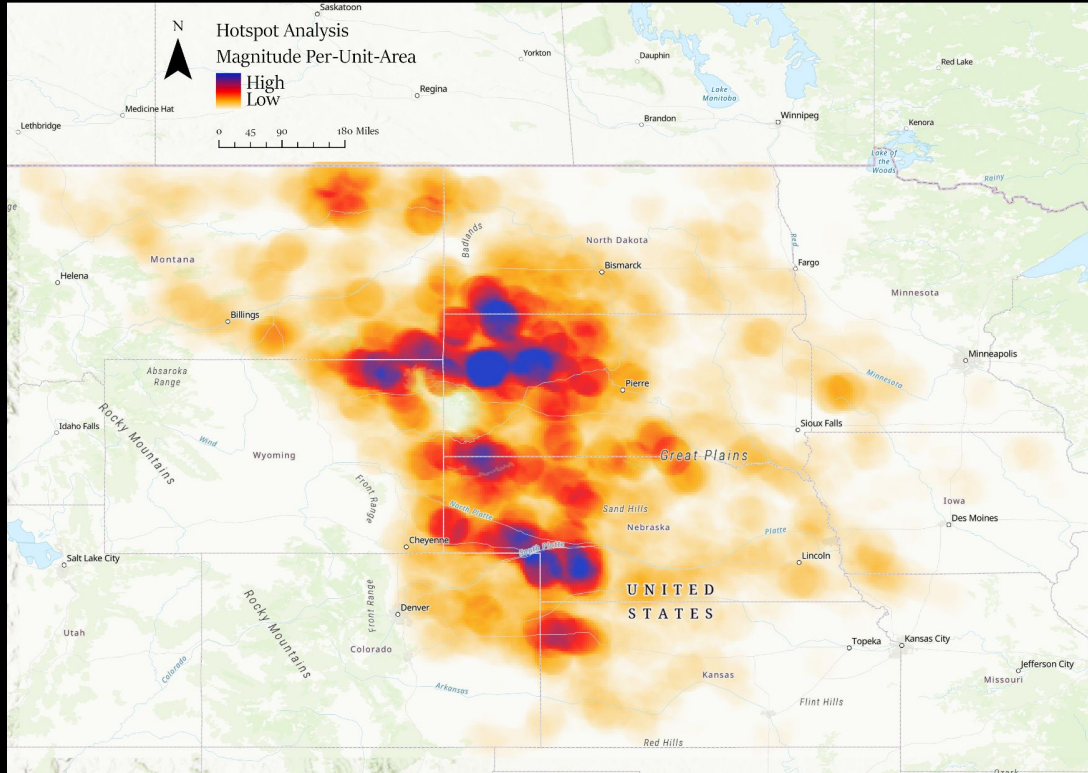 Saskatoon
N
Hotspot Analysis
Magnitude Per-Unit-Area
High
Low
0 45 90 180 Miles
Yorkton
Dauphin
Red Lake
Lake
Manitoba
Medicine Hat
Regina
Lethbridge
Brandon
Winnipeg
Kenora
Lake of
the
Woods
Rainy
ge
Badlands
North Dakota
Red
Montana
Helena
Bismarck
Fargo
Minnesota
Billings
Minneapolis
Absaroka
Range
Pierre
Minnesota
Rocky Mountains
Idaho Falls
Sioux Falls
Wind
Wyoming
Great Plains
Front Range
North Platte
Sand Hills
Iowa
Nebraska
Des Moines
Platte
Cheyenne
South Platte
Salt Lake City
Lincoln
UNITED
STATES
Rocky Mountains
Front Range
Denver
Utah
Colorado
Topeka
Kansas City
Colorado
Jefferson City
Arkansas
Kansas
Missouri
Flint Hills
Red Hills
Ozark